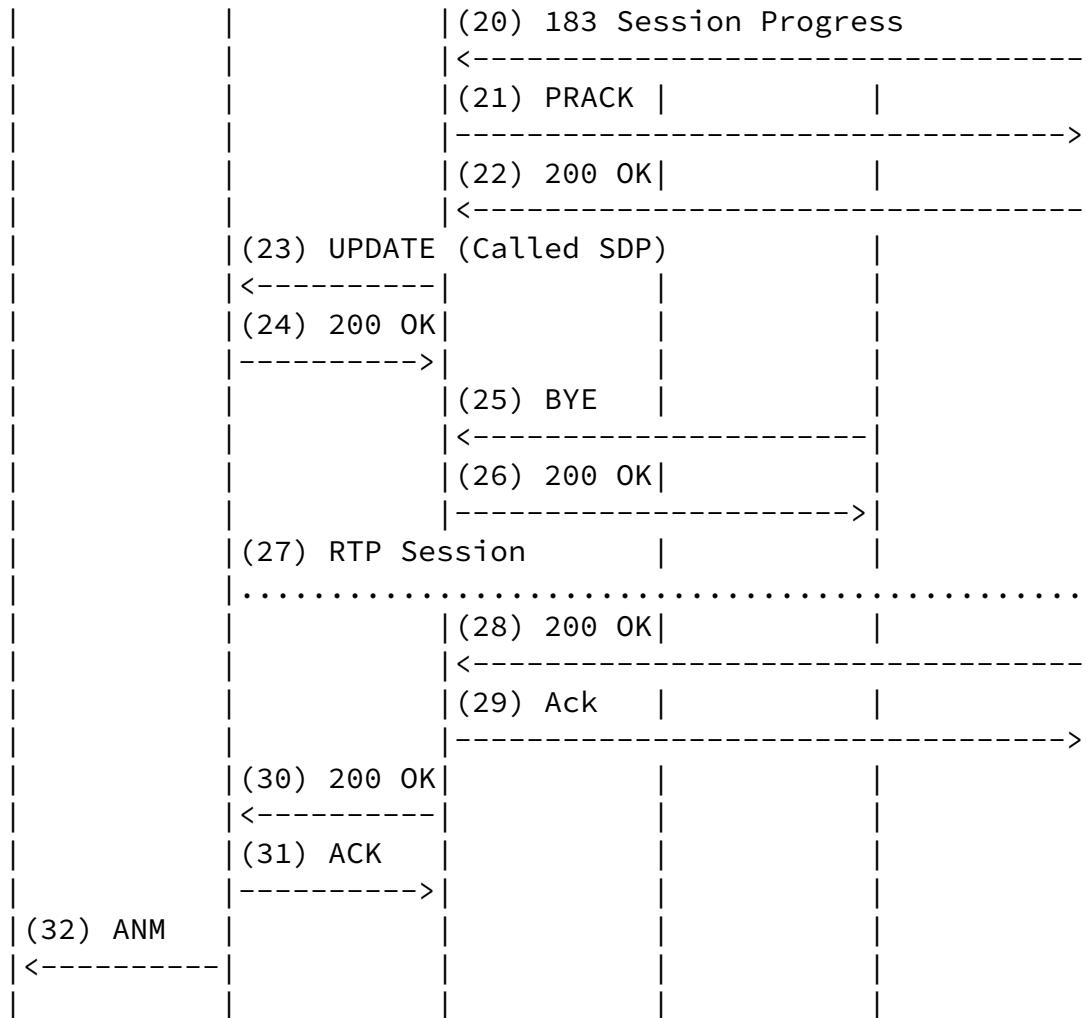 (20) 183 Session Progress
(21) PRACK
(22) 200 OK
(23) UPDATE (Called SDP)
(24) 200 OK
(25) BYE
(26) 200 OK
(27) RTP Session
(28) 200 OK
(29) Ack
(30) 200 OK
(31) ACK
(32) ANM